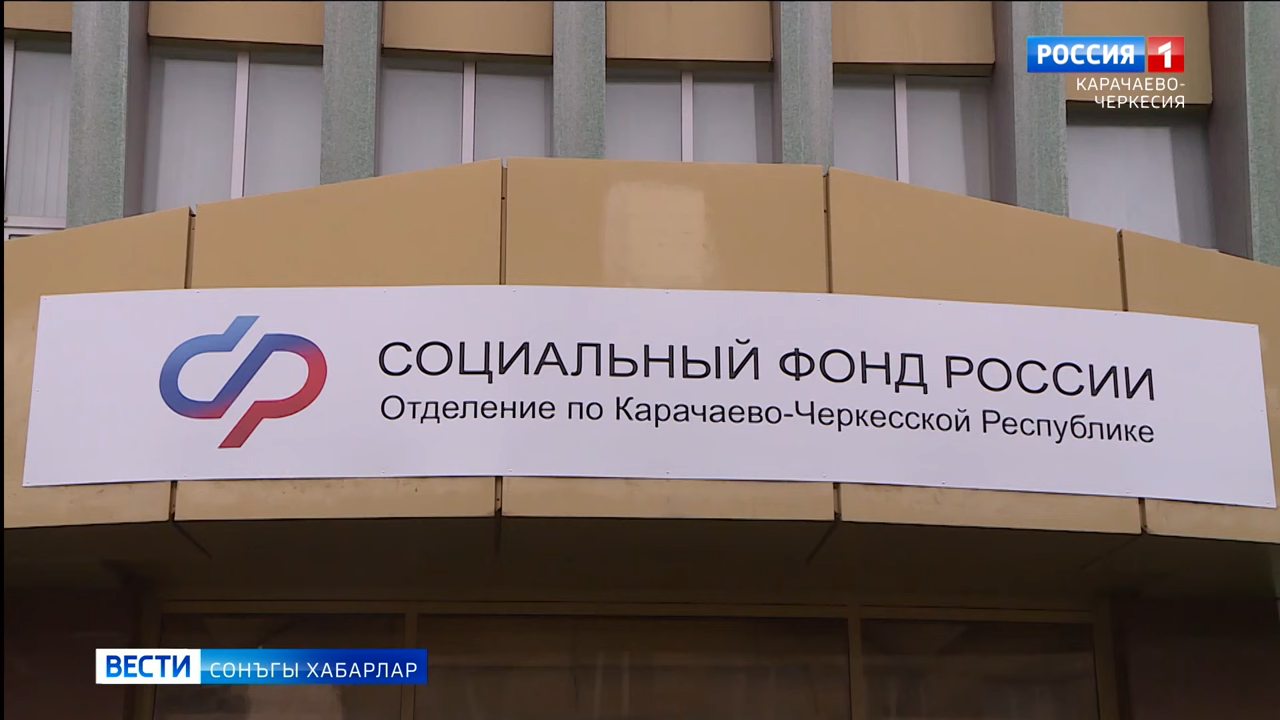 РОССИЯ 1
КАРАЧАЕВО-
ЧЕРКЕСИЯ
СОЦИАЛЬНЫЙ ФОНД РОССИИ
Отделение по Карачаево-Черкесской Республике
ВЕСТИ СОНЪГЫ ХАБАРЛАР